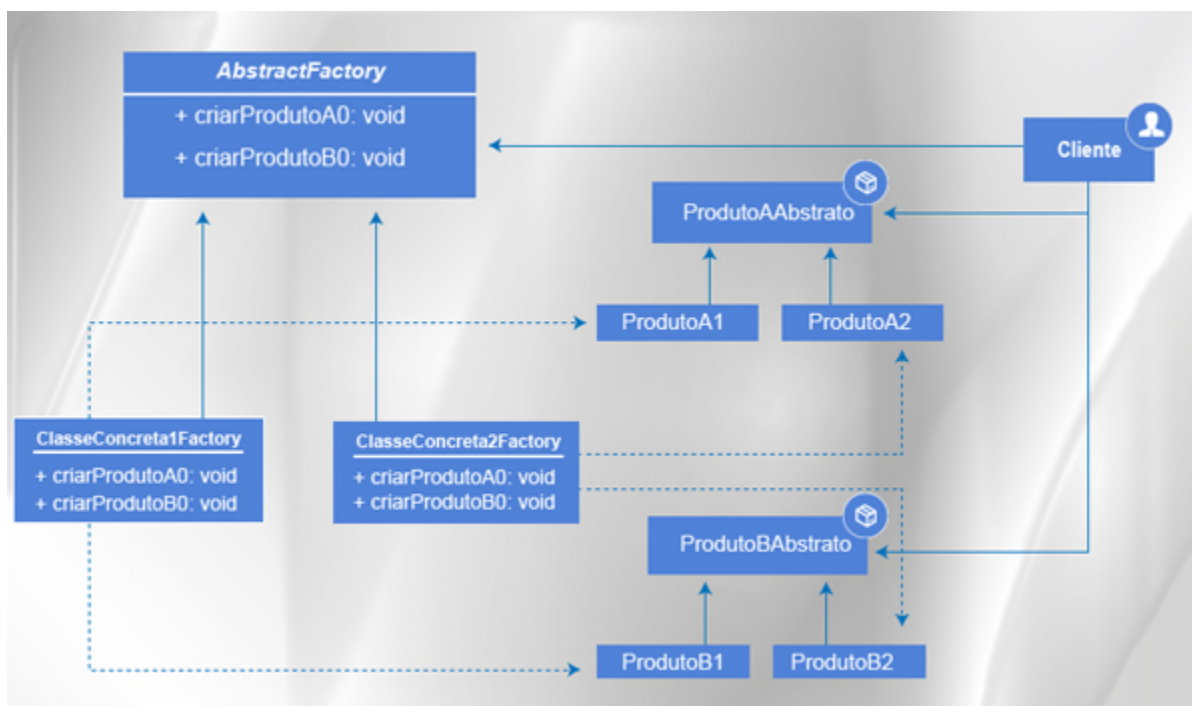 AbstractFactory
+ criarProdutoA0: void
+ criarProdutoB0: void
Cliente
ProdutoAAbstrato
ProdutoA1
ProdutoA2
ClasseConcreta1Factory
+ criarProdutoA0: void
+ criarProdutoB0: void
ClasseConcreta2Factory
+ criarProdutoA0: void
+ criarProdutoB0: void
ProdutoBAbstrato
ProdutoB1
ProdutoB2